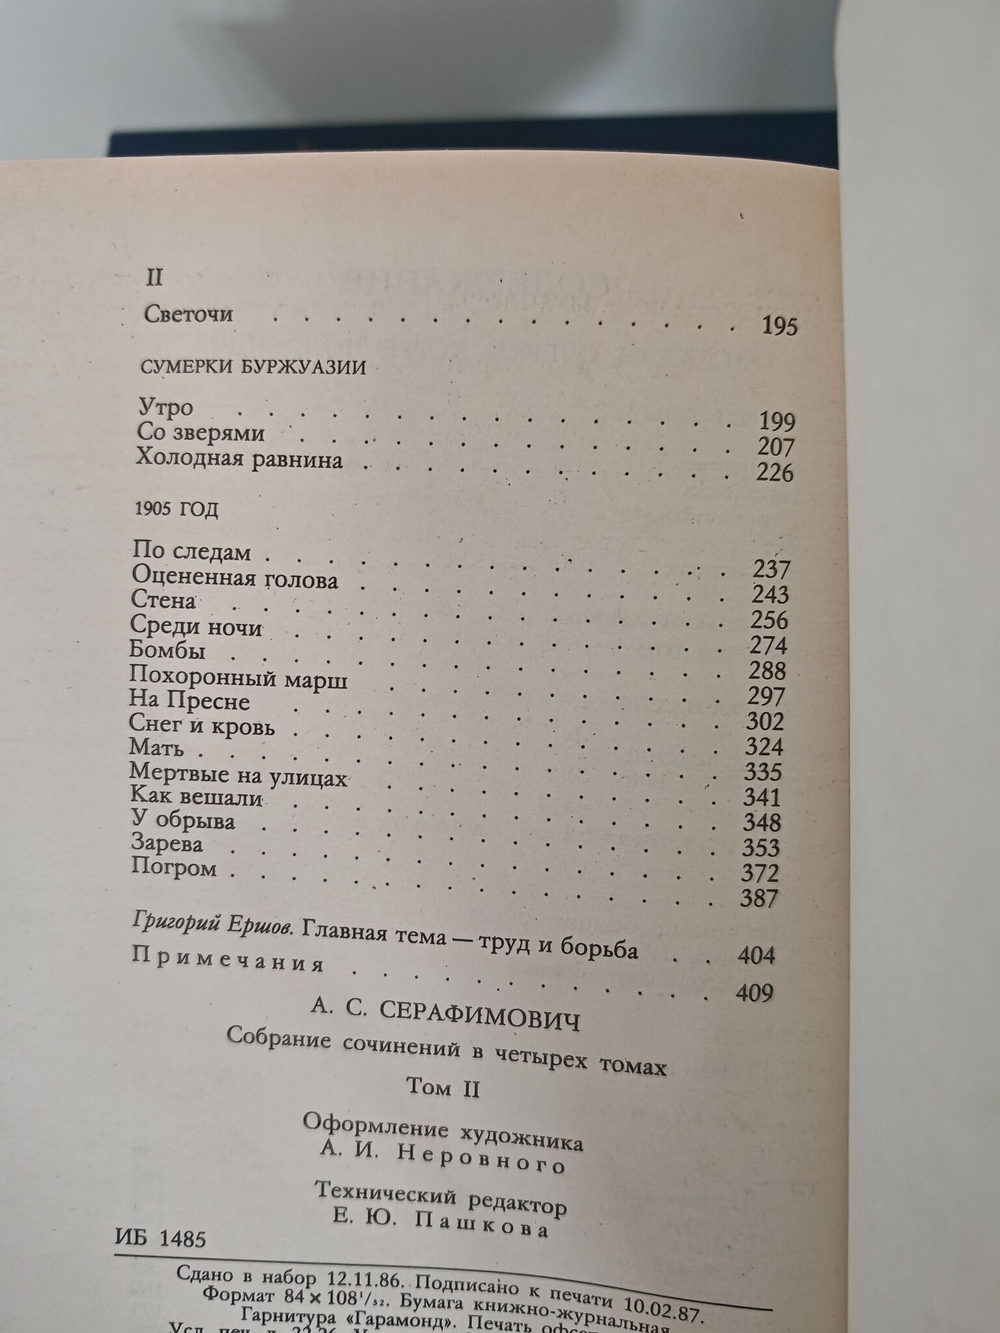 II
Светочи . . . . . . . . . . . . . . . 195
СУМЕРКИ БУРЖУАЗИИ
Утро . . . . . . . . . . . . . . . . 199
Со зверями . . . . . . . . . . . . . . 207
Холодная равнина . . . . . . . . . . . . 226
1905 ГОД
По следам . . . . . . . . . . . . . . . 237
Оцененная голова . . . . . . . . . . . . 243
Стена . . . . . . . . . . . . . . . . 256
Среди ночи . . . . . . . . . . . . . . 274
Бомбы . . . . . . . . . . . . . . . . 288
Похоронный марш . . . . . . . . . . . 297
На Пресне . . . . . . . . . . . . . . 302
Снег и кровь . . . . . . . . . . . . . . 324
Мать . . . . . . . . . . . . . . . . . 335
Мертвые на улицах . . . . . . . . . . . 341
Как вешали . . . . . . . . . . . . . . 348
У обрыва . . . . . . . . . . . . . . . 353
Зарева . . . . . . . . . . . . . . . . 372
Погром . . . . . . . . . . . . . . . . 387
Григорий Ершов. Главная тема — труд и борьба . . 404
Примечания . . . . . . . . . . . . 409
А. С. СЕРАФИМОВИЧ
Собрание сочинений в четырех томах
Том II
Оформление художника
А. И. Неровного
Технический редактор
Е. Ю. Пашкова
ИБ 1485
Сдано в набор 12.11.86. Подписано к печати 10.02.87.
Формат 84×108¹/₃₂. Бумага книжно-журнальная
Гарнитура «Гарамонд». Печать
Усл. печ. л.